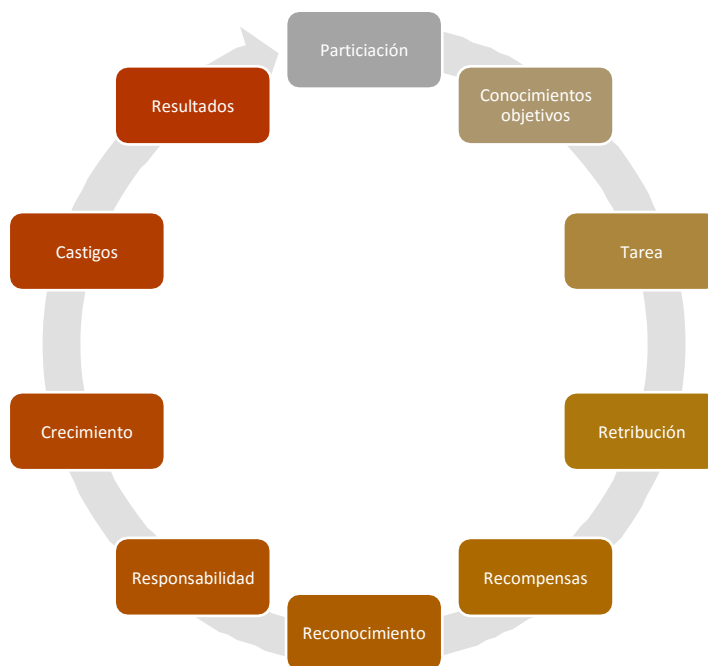 Particiación
Conocimientos
objetivos
Tarea
Retribución
Recompensas
Reconocimiento
Responsabilidad
Crecimiento
Castigos
Resultados